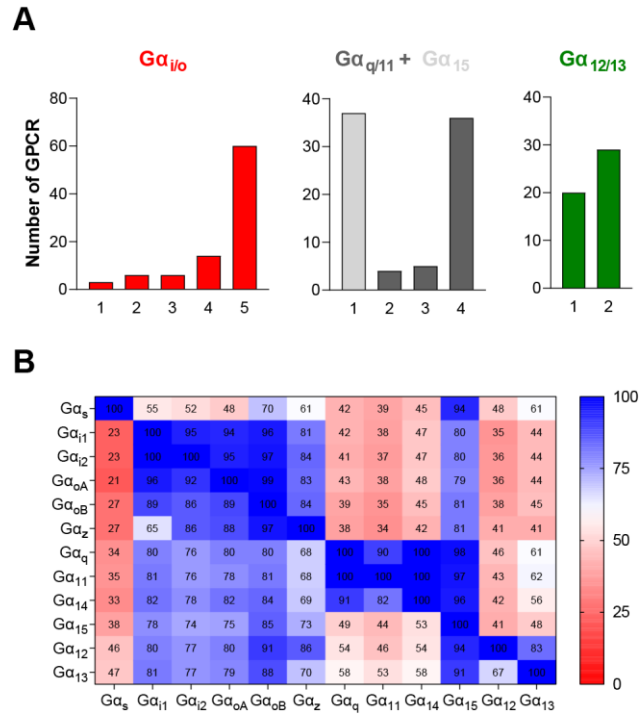 A
Gαi/o
Gαq/11 + Gα15
Gα12/13
Number of GPCR
80
60
40
20
0
1 2 3 4 5
40
30
20
10
0
1 2 3 4
40
30
20
10
0
1 2
B
Gαs 100 55 52 48 70 61 42 39 45 94 48 61
Gαi1 23 100 95 94 96 81 42 38 47 80 35 44
Gαi2 23 100 100 95 97 84 41 37 47 80 36 44
GαoA 21 96 92 100 99 83 43 38 48 79 36 44
GαoB 27 89 86 89 100 84 39 35 45 81 38 45
Gαz 27 65 86 88 97 100 38 34 42 81 41 41
Gαq 34 80 76 80 80 68 100 90 100 98 46 61
Gα11 35 81 76 78 81 68 100 100 100 97 43 62
Gα14 33 82 78 82 84 69 91 82 100 96 42 56
Gα15 38 78 74 75 85 73 49 44 53 100 41 48
Gα12 46 80 77 80 91 86 54 46 54 94 100 83
Gα13 47 81 77 79 88 70 58 53 58 91 67 100
Gαs Gαi1 Gαi2 GαoA GαoB Gαz Gαq Gα11 Gα14 Gα15 Gα12 Gα13
100
75
50
25
0